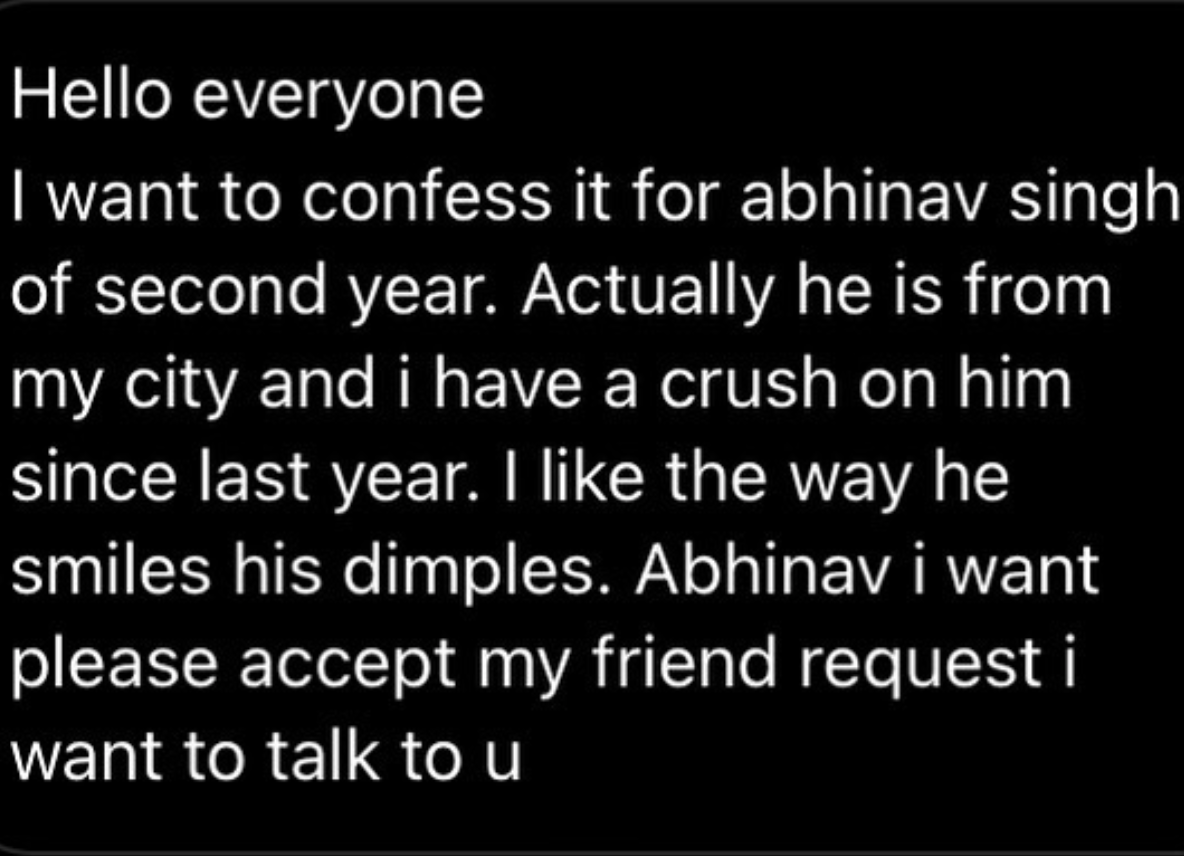 Hello everyone
I want to confess it for abhinav singh
of second year. Actually he is from
my city and i have a crush on him
since last year. I like the way he
smiles his dimples. Abhinav i want
please accept my friend request i
want to talk to u